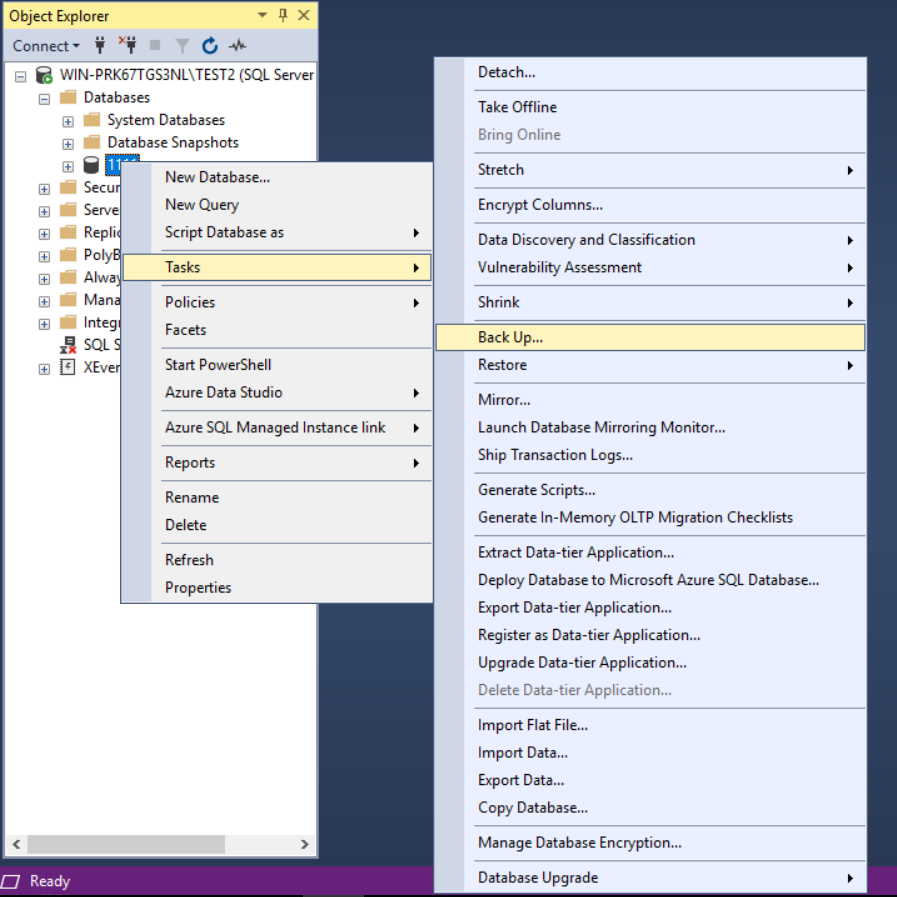 Object Explorer
Connect
WIN-PRK67TGS3NL\TEST2 (SQL Server
Databases
System Databases
Database Snapshots
Secur
Serve
Replic
PolyB
Alway
Mana
Integr
SQL S
XEver
New Database...
New Query
Script Database as
Tasks
Policies
Facets
Start PowerShell
Azure Data Studio
Azure SQL Managed Instance link
Reports
Rename
Delete
Refresh
Properties
Detach...
Take Offline
Bring Online
Stretch
Encrypt Columns...
Data Discovery and Classification
Vulnerability Assessment
Shrink
Back Up...
Restore
Mirror...
Launch Database Mirroring Monitor...
Ship Transaction Logs...
Generate Scripts...
Generate In-Memory OLTP Migration Checklists
Extract Data-tier Application...
Deploy Database to Microsoft Azure SQL Database...
Export Data-tier Application...
Register as Data-tier Application...
Upgrade Data-tier Application...
Delete Data-tier Application...
Import Flat File...
Import Data...
Export Data...
Copy Database...
Manage Database Encryption...
Database Upgrade
Ready